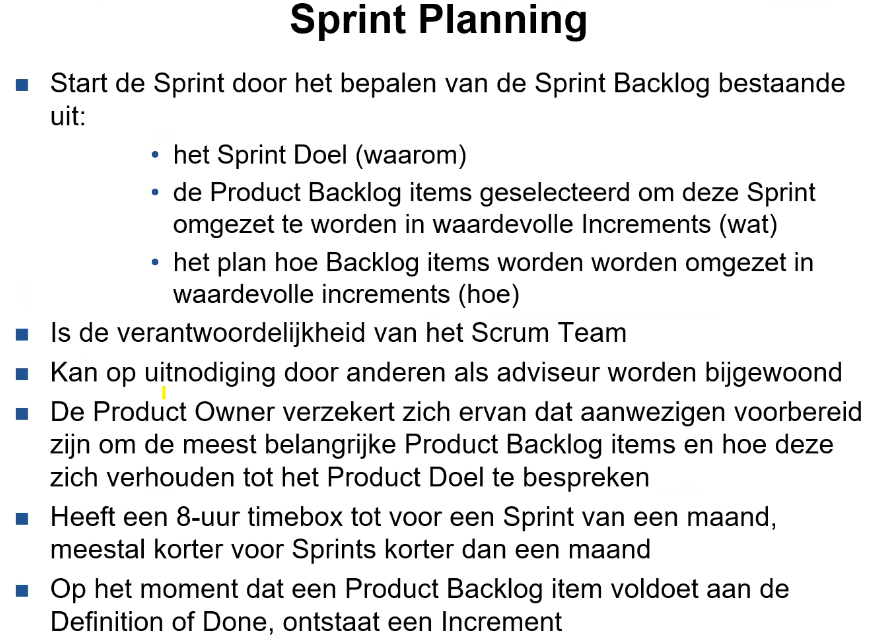 Sprint Planning
Start de Sprint door het bepalen van de Sprint Backlog bestaande
uit:
het Sprint Doel (waarom)
de Product Backlog items geselecteerd om deze Sprint
omgezet te worden in waardevolle Increments (wat)
het plan hoe Backlog items worden worden omgezet in
waardevolle increments (hoe)
Is de verantwoordelijkheid van het Scrum Team
Kan op uitnodiging door anderen als adviseur worden bijgewoond
De Product Owner verzekert zich ervan dat aanwezigen voorbereid
zijn om de meest belangrijke Product Backlog items en hoe deze
zich verhouden tot het Product Doel te bespreken
Heeft een 8-uur timebox tot voor een Sprint van een maand,
meestal korter voor Sprints korter dan een maand
Op het moment dat een Product Backlog item voldoet aan de
Definition of Done, ontstaat een Increment